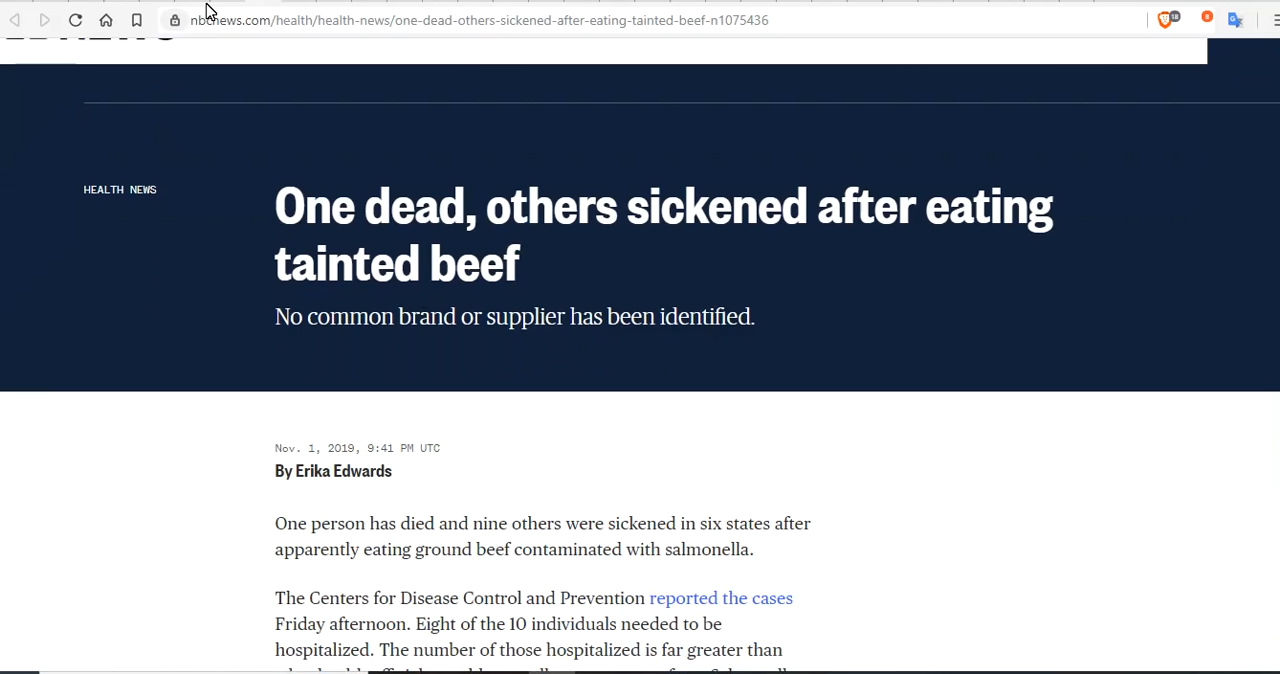 nbcnews.com/health/health-news/one-dead-others-sickened-after-eating-tainted-beef-n1075436
18
8
HEALTH NEWS
One dead, others sickened after eating
tainted beef
No common brand or supplier has been identified.
Nov. 1, 2019, 9:41 PM UTC
By Erika Edwards
One person has died and nine others were sickened in six states after
apparently eating ground beef contaminated with salmonella.
The Centers for Disease Control and Prevention reported the cases
Friday afternoon. Eight of the 10 individuals needed to be
hospitalized. The number of those hospitalized is far greater than